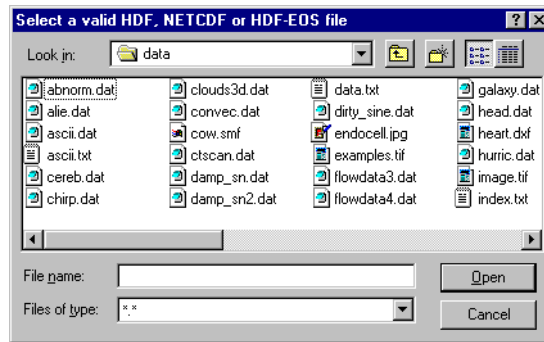 Select a valid HDF, NETCDF or HDF-EOS file
Look in: data
abnorm.dat clouds3d.dat data.txt galaxy.dat
alie.dat convec.dat dirty_sine.dat head.dat
ascii.dat cow.smf endocell.jpg heart.dxf
ascii.txt ctscan.dat examples.tif hurric.dat
cereb.dat damp_sn.dat flowdata3.dat image.tif
chirp.dat damp_sn2.dat flowdata4.dat index.txt
File name: Open
Files of type: *.* Cancel